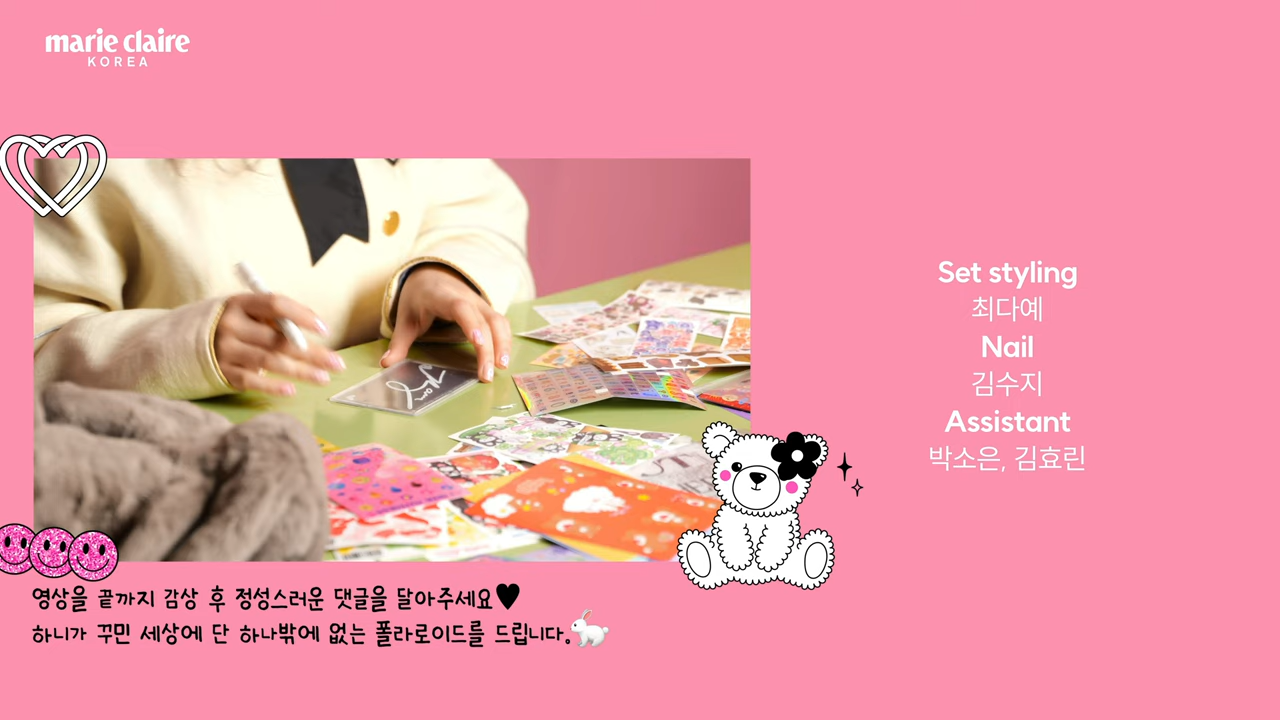 marie claire
KOREA
Set styling
최다예
Nail
김수지
Assistant
박소은, 김효린
영상을 끝까지 감상 후 정성스러운 댓글을 달아주세요♥
하니가 꾸민 세상에 단 하나밖에 없는 폴라로이드를 드립니다.🐇